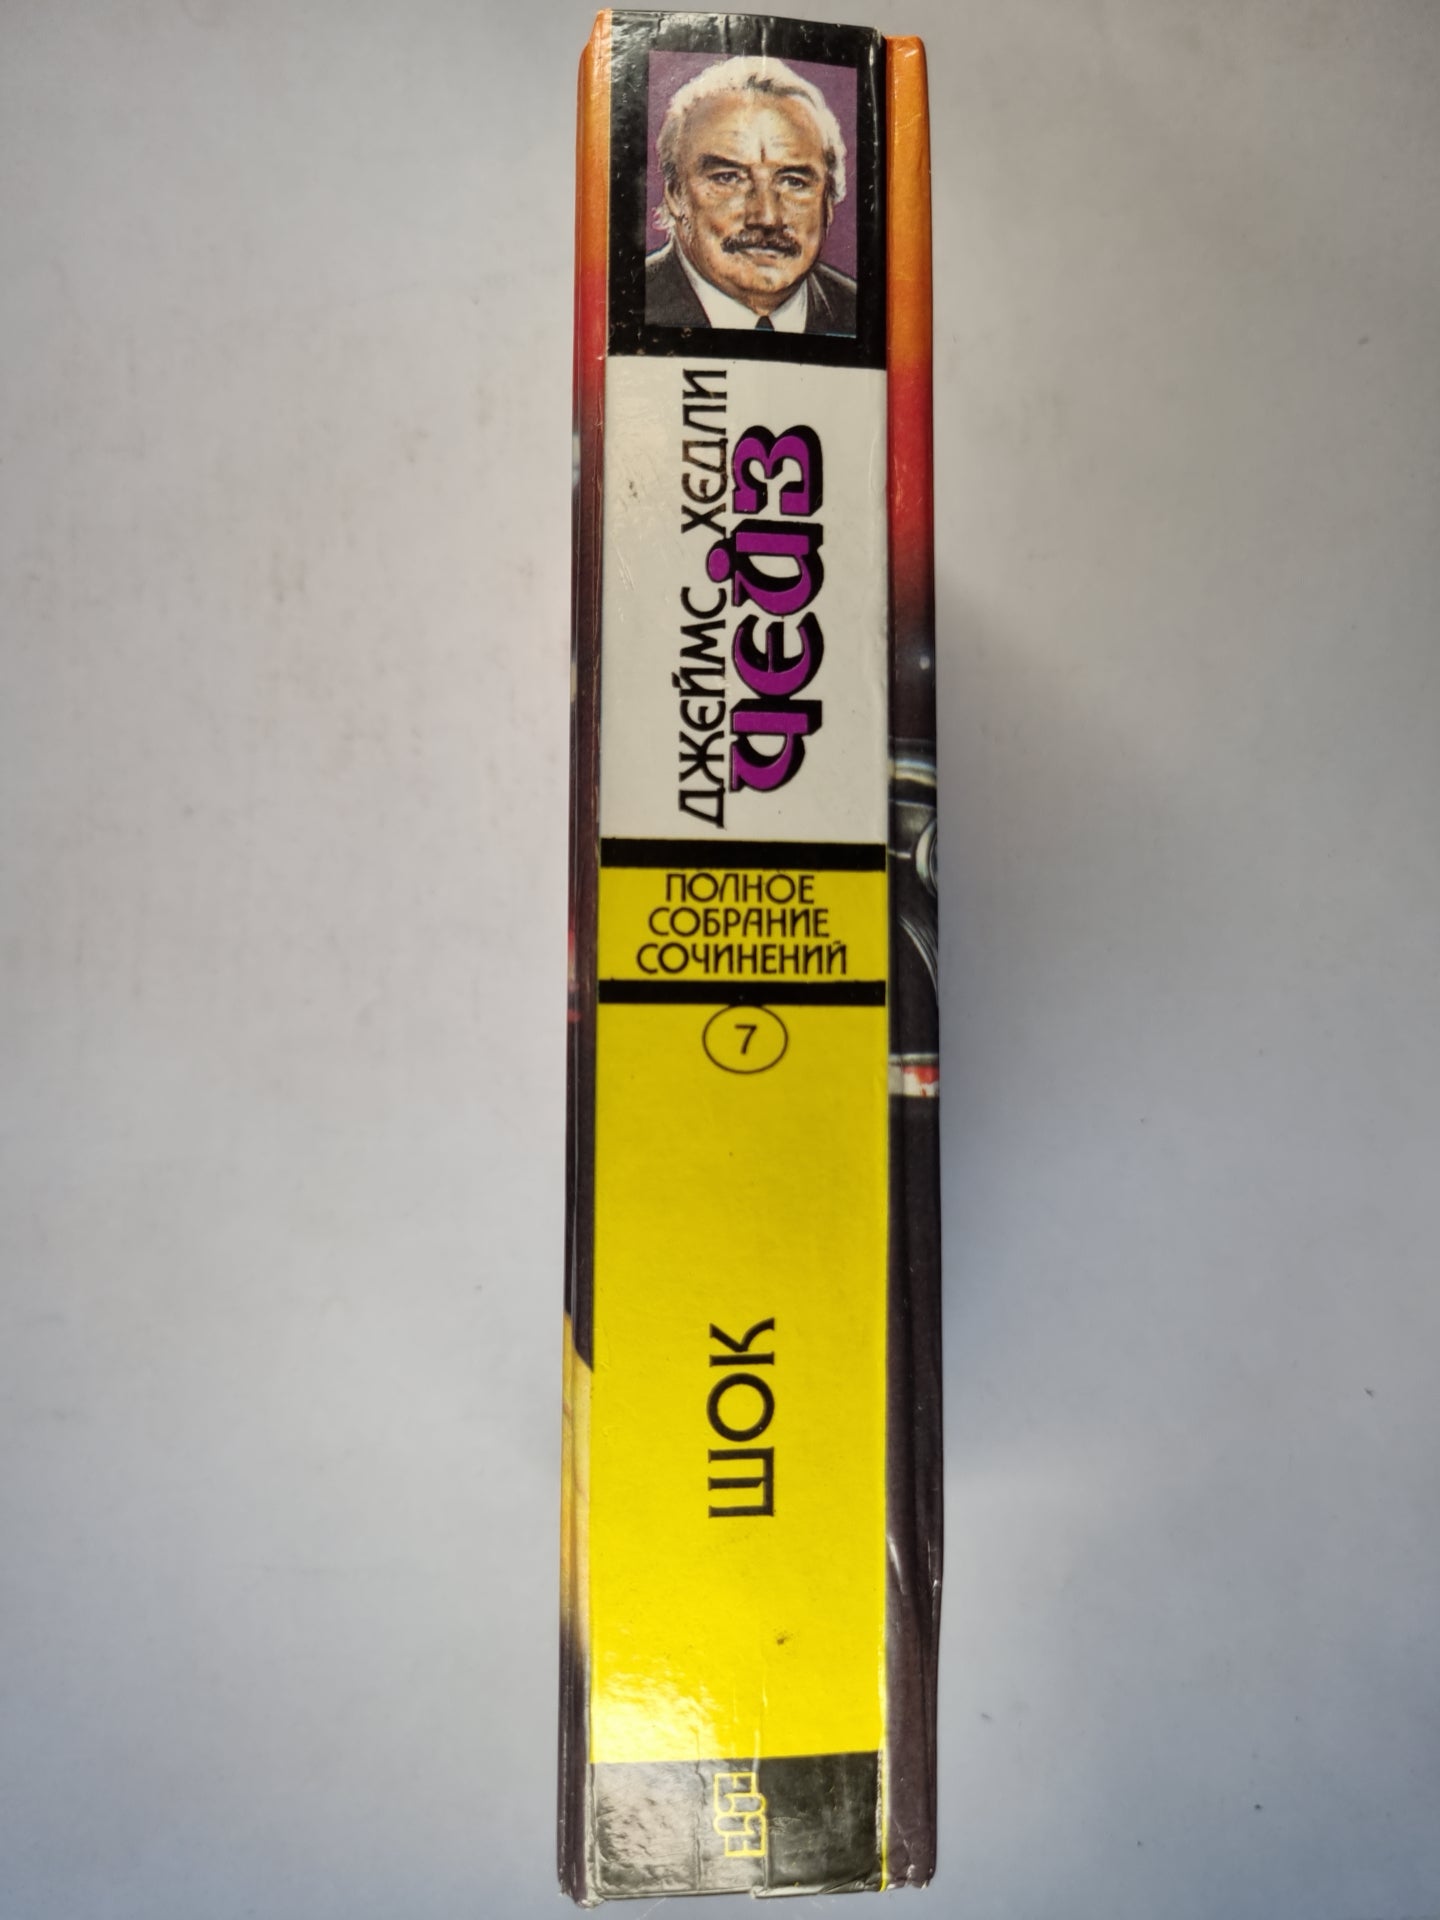 ДЖЕЙМС ХЕДЛИ
ЧЕЙЗ
ПОЛНОЕ
СОБРАНИЕ
СОЧИНЕНИЙ
7
ШОК